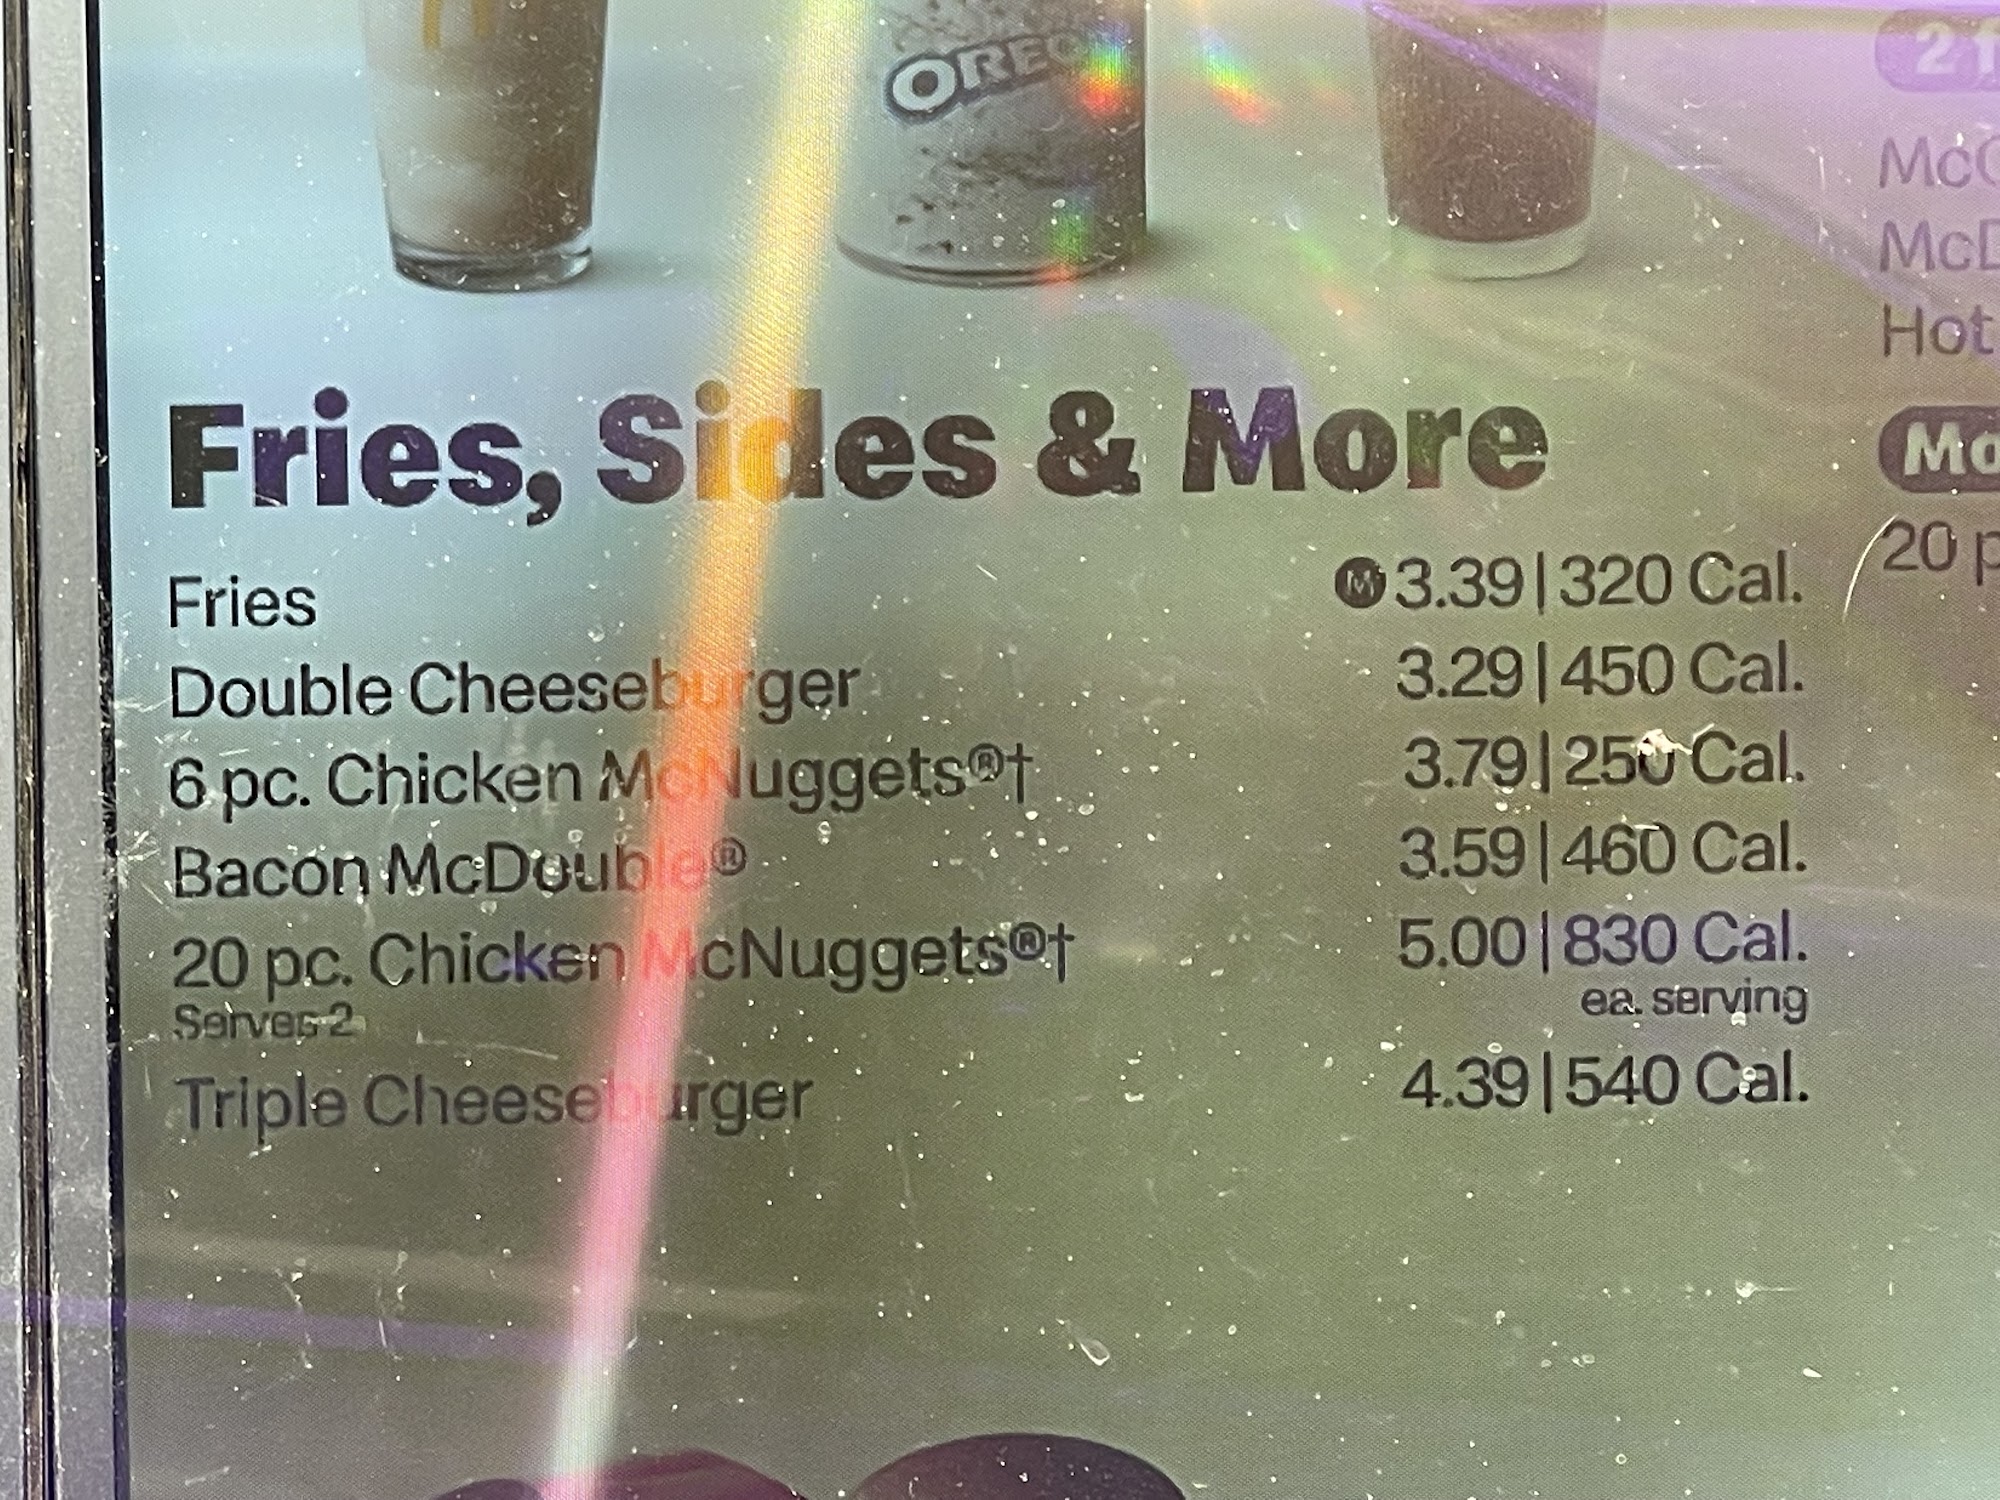 OREO
Fries, Sides & More
Fries M 3.39 | 320 Cal.
Double Cheeseburger 3.29 | 450 Cal.
6 pc. Chicken McNuggets®† 3.79 | 250 Cal.
Bacon McDouble® 3.59 | 460 Cal.
20 pc. Chicken McNuggets®† 5.00 | 830 Cal.
Serves 2 ea. serving
Triple Cheeseburger 4.39 | 540 Cal.
2 f
Mc
McD
Hot
20 p